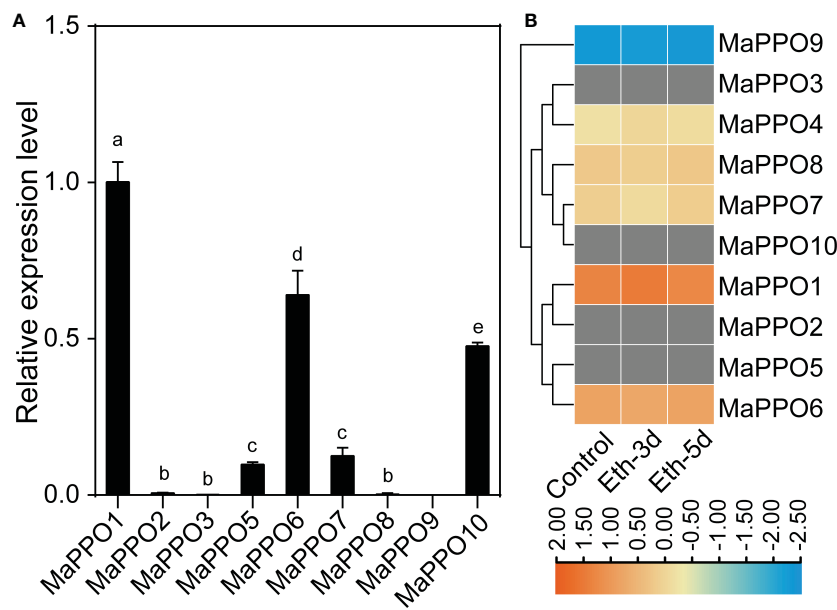 A
Relative expression level
1.5
1.0
0.5
0.0
a
b
b
c
d
c
b
e
MaPPO1
MaPPO2
MaPPO3
MaPPO5
MaPPO6
MaPPO7
MaPPO8
MaPPO9
MaPPO10
B
MaPPO9
MaPPO3
MaPPO4
MaPPO8
MaPPO7
MaPPO10
MaPPO1
MaPPO2
MaPPO5
MaPPO6
Control
Eth-3d
Eth-5d
2.00
1.50
1.00
0.50
0.00
-0.50
-1.00
-1.50
-2.00
-2.50